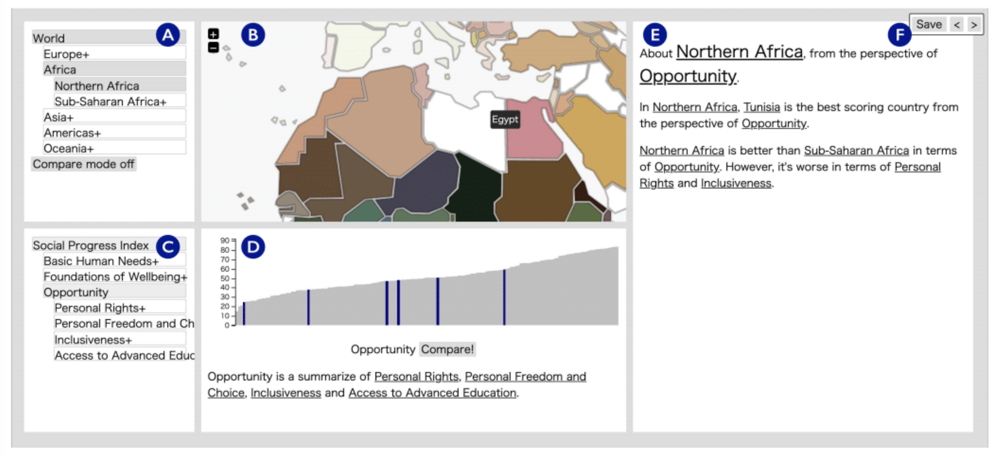 A
World
Europe+
Africa
Northern Africa
Sub-Saharan Africa+
Asia+
Americas+
Oceania+
Compare mode off
B
+
−
Egypt
C
Social Progress Index
Basic Human Needs+
Foundations of Wellbeing+
Opportunity
Personal Rights+
Personal Freedom and Ch
Inclusiveness+
Access to Advanced Educ
D
90
80
70
60
50
40
30
20
10
0
Opportunity Compare!
Opportunity is a summarize of Personal Rights, Personal Freedom and
Choice, Inclusiveness and Access to Advanced Education.
E
F
Save < >
About Northern Africa, from the perspective of
Opportunity.
In Northern Africa, Tunisia is the best scoring country from
the perspective of Opportunity.
Northern Africa is better than Sub-Saharan Africa in terms
of Opportunity. However, it's worse in terms of Personal
Rights and Inclusiveness.